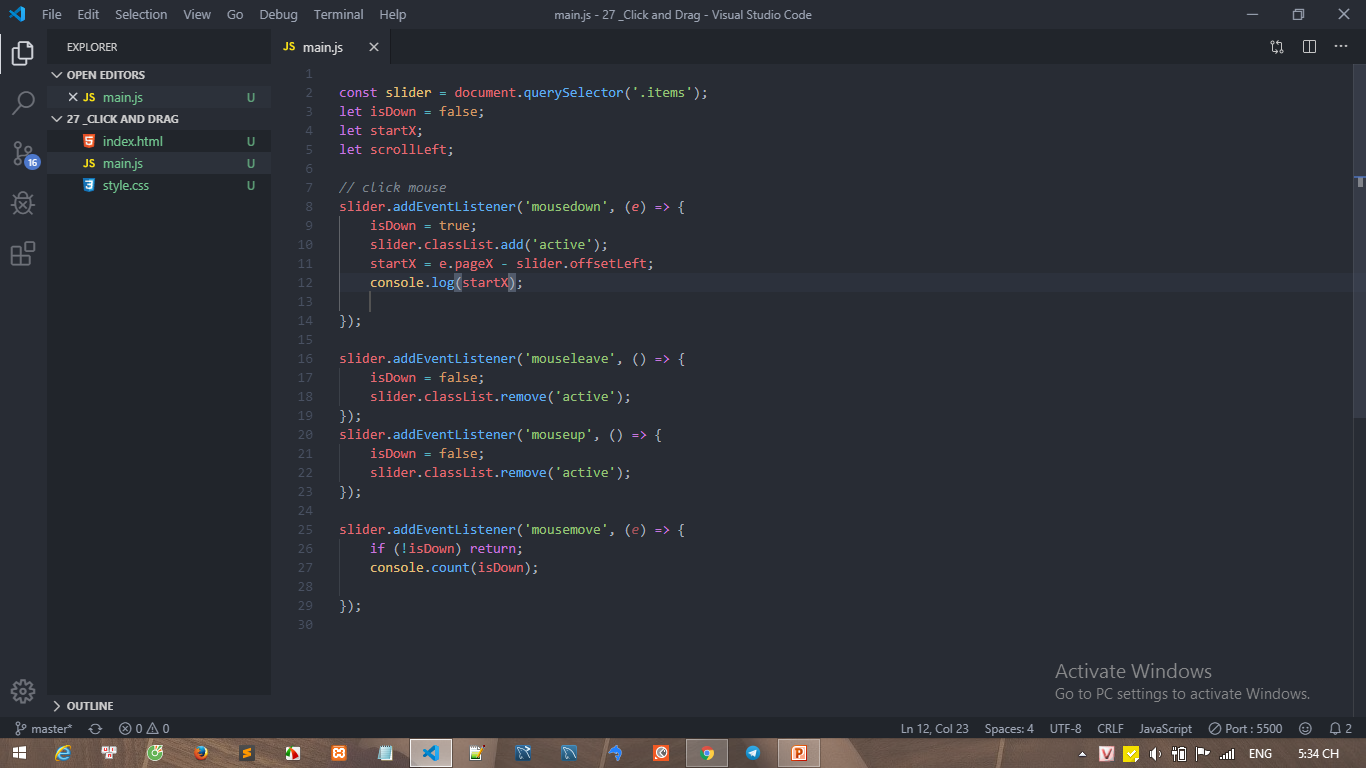 File Edit Selection View Go Debug Terminal Help main.js - 27 _Click and Drag - Visual Studio Code
EXPLORER
JS main.js
OPEN EDITORS
JS main.js U
27 _CLICK AND DRAG
index.html U
JS main.js U
style.css U
16
1
2 const slider = document.querySelector('.items');
3 let isDown = false;
4 let startX;
5 let scrollLeft;
6
7 // click mouse
8 slider.addEventListener('mousedown', (e) => {
9 isDown = true;
10 slider.classList.add('active');
11 startX = e.pageX - slider.offsetLeft;
12 console.log(startX);
13
14 });
15
16 slider.addEventListener('mouseleave', () => {
17 isDown = false;
18 slider.classList.remove('active');
19 });
20 slider.addEventListener('mouseup', () => {
21 isDown = false;
22 slider.classList.remove('active');
23 });
24
25 slider.addEventListener('mousemove', (e) => {
26 if (!isDown) return;
27 console.count(isDown);
28
29 });
30
Activate Windows
Go to PC settings to activate Windows.
OUTLINE
master* 0 0 Ln 12, Col 23 Spaces: 4 UTF-8 CRLF JavaScript Port : 5500 2
ENG 5:34 CH